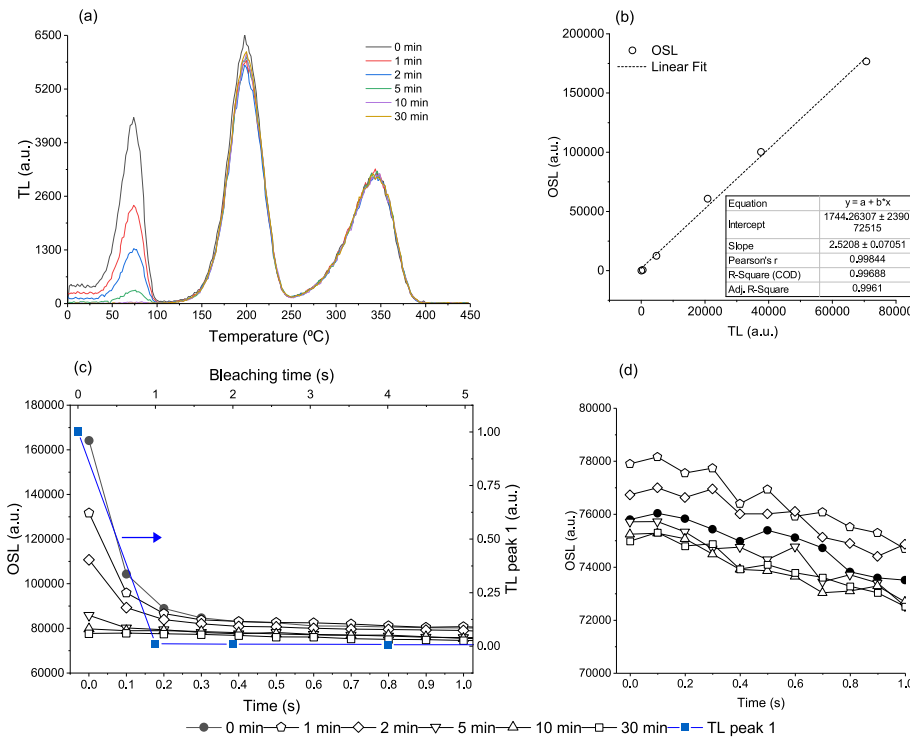 (a)
6500
5200
3900
2600
1300
0
TL (a.u.)
0 50 100 150 200 250 300 350 400 450
Temperature (ºC)
0 min
1 min
2 min
5 min
10 min
30 min
(b)
200000
175000
150000
125000
100000
75000
50000
25000
0
OSL (a.u.)
0 20000 40000 60000 80000
TL (a.u.)
OSL
Linear Fit
Equation y = a + b*x
Intercept 1744.26307 ± 2390.
72515
Slope 2.5208 ± 0.07051
Pearson's r 0.99844
R-Square (COD) 0.99688
Adj. R-Square 0.9961
(c)
Bleaching time (s)
0 1 2 3 4 5
180000
160000
140000
120000
100000
80000
60000
OSL (a.u.)
1.00
0.75
0.50
0.25
0.00
TL peak 1 (a.u.)
0.0 0.1 0.2 0.3 0.4 0.5 0.6 0.7 0.8 0.9 1.0
Time (s)
(d)
80000
78000
76000
74000
72000
70000
OSL (a.u.)
0.0 0.2 0.4 0.6 0.8 1.0
Time (s)
0 min 1 min 2 min 5 min 10 min 30 min TL peak 1